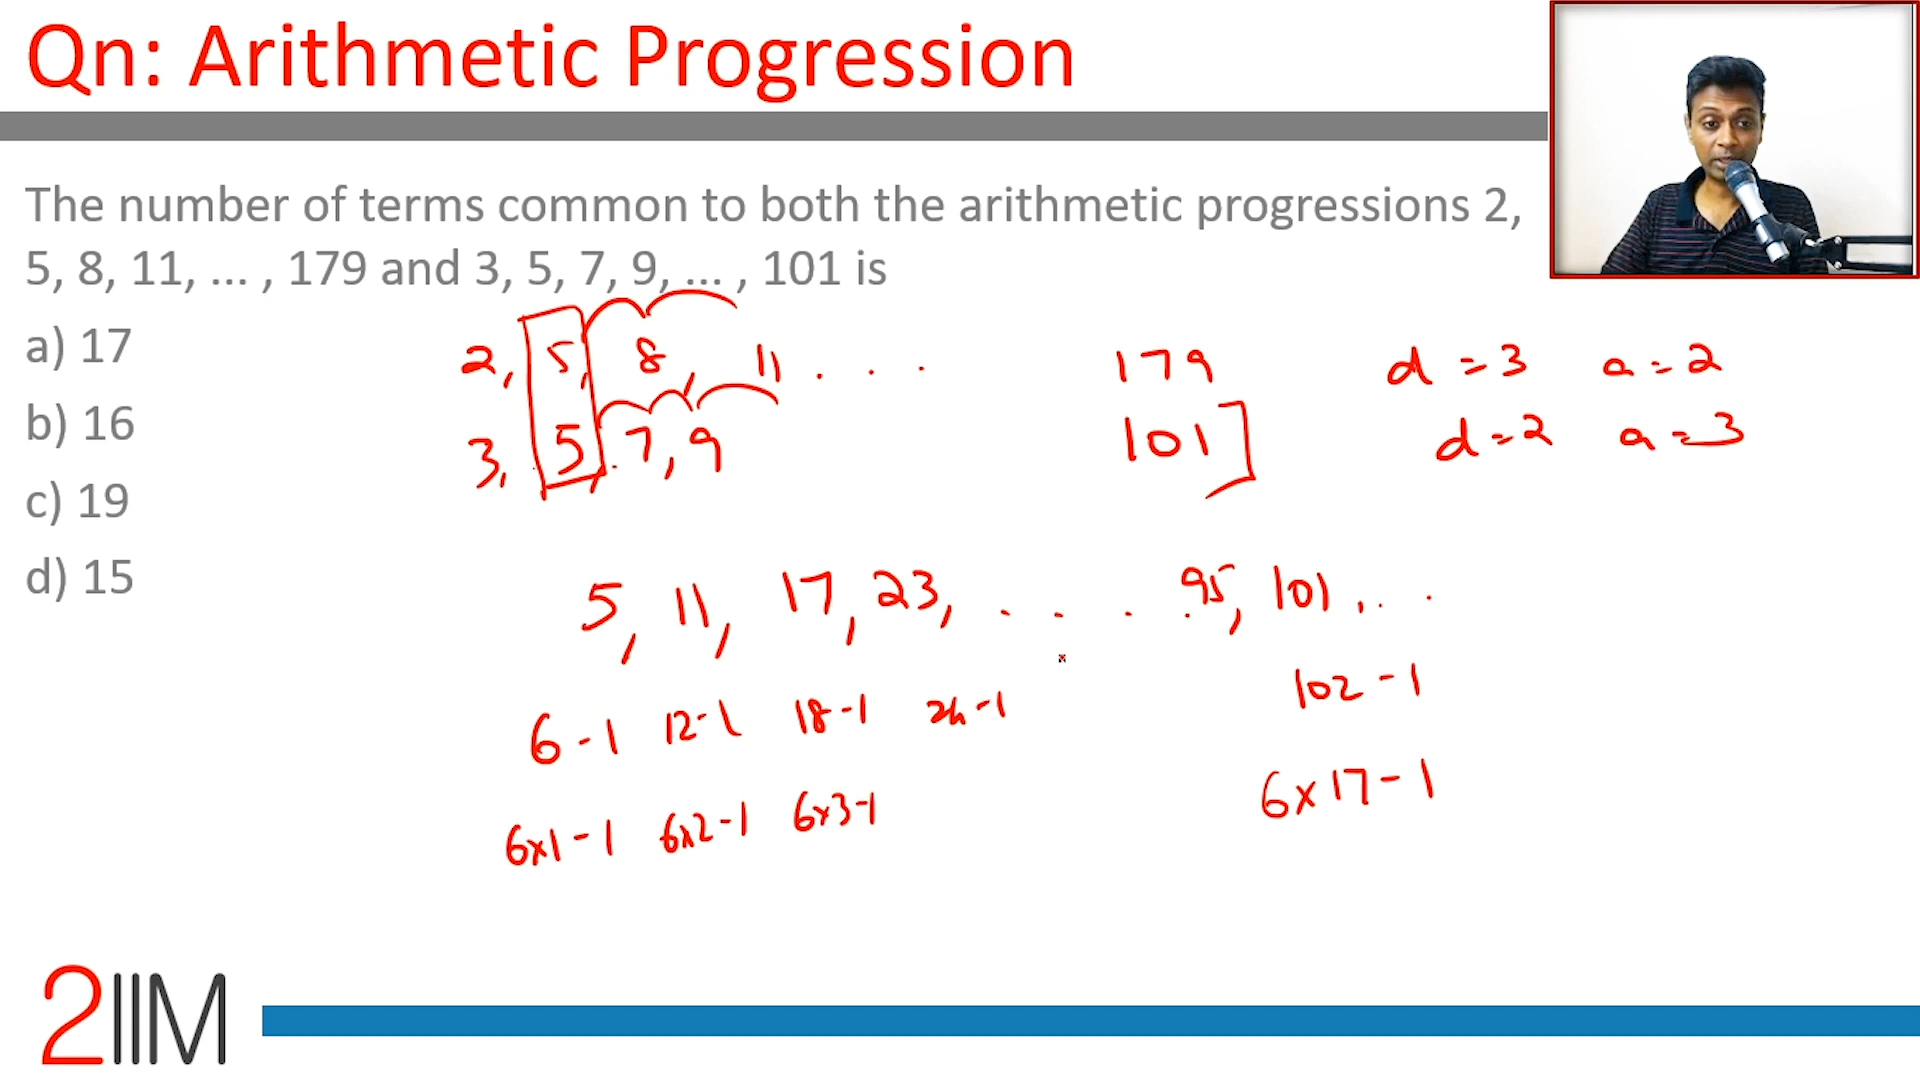 Qn: Arithmetic Progression
The number of terms common to both the arithmetic progressions 2,
5, 8, 11, ... , 179 and 3, 5, 7, 9, ... , 101 is
a) 17
b) 16
c) 19
d) 15
2, 5, 8, 11 . . . 179 d = 3 a = 2
3, 5, 7, 9 101] d = 2 a = 3
5, 11, 17, 23, . . . . 95, 101, . . .
6 - 1 12 - 1 18 - 1 24 - 1 102 - 1
6x1 - 1 6x2 - 1 6x3 - 1 6 x 17 - 1
2IIM